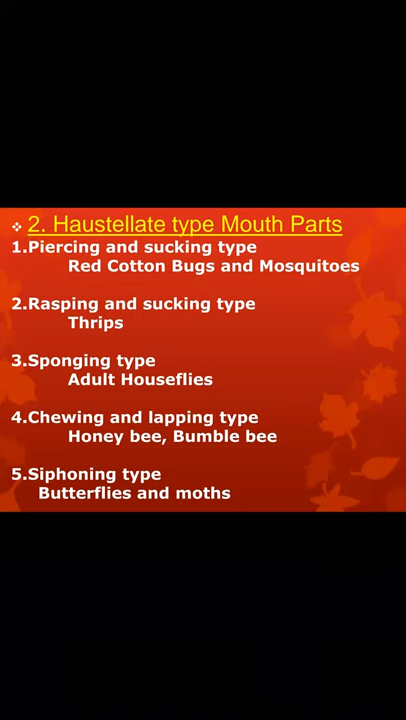 ❖ 2. Haustellate type Mouth Parts
1.Piercing and sucking type
Red Cotton Bugs and Mosquitoes
2.Rasping and sucking type
Thrips
3.Sponging type
Adult Houseflies
4.Chewing and lapping type
Honey bee, Bumble bee
5.Siphoning type
Butterflies and moths